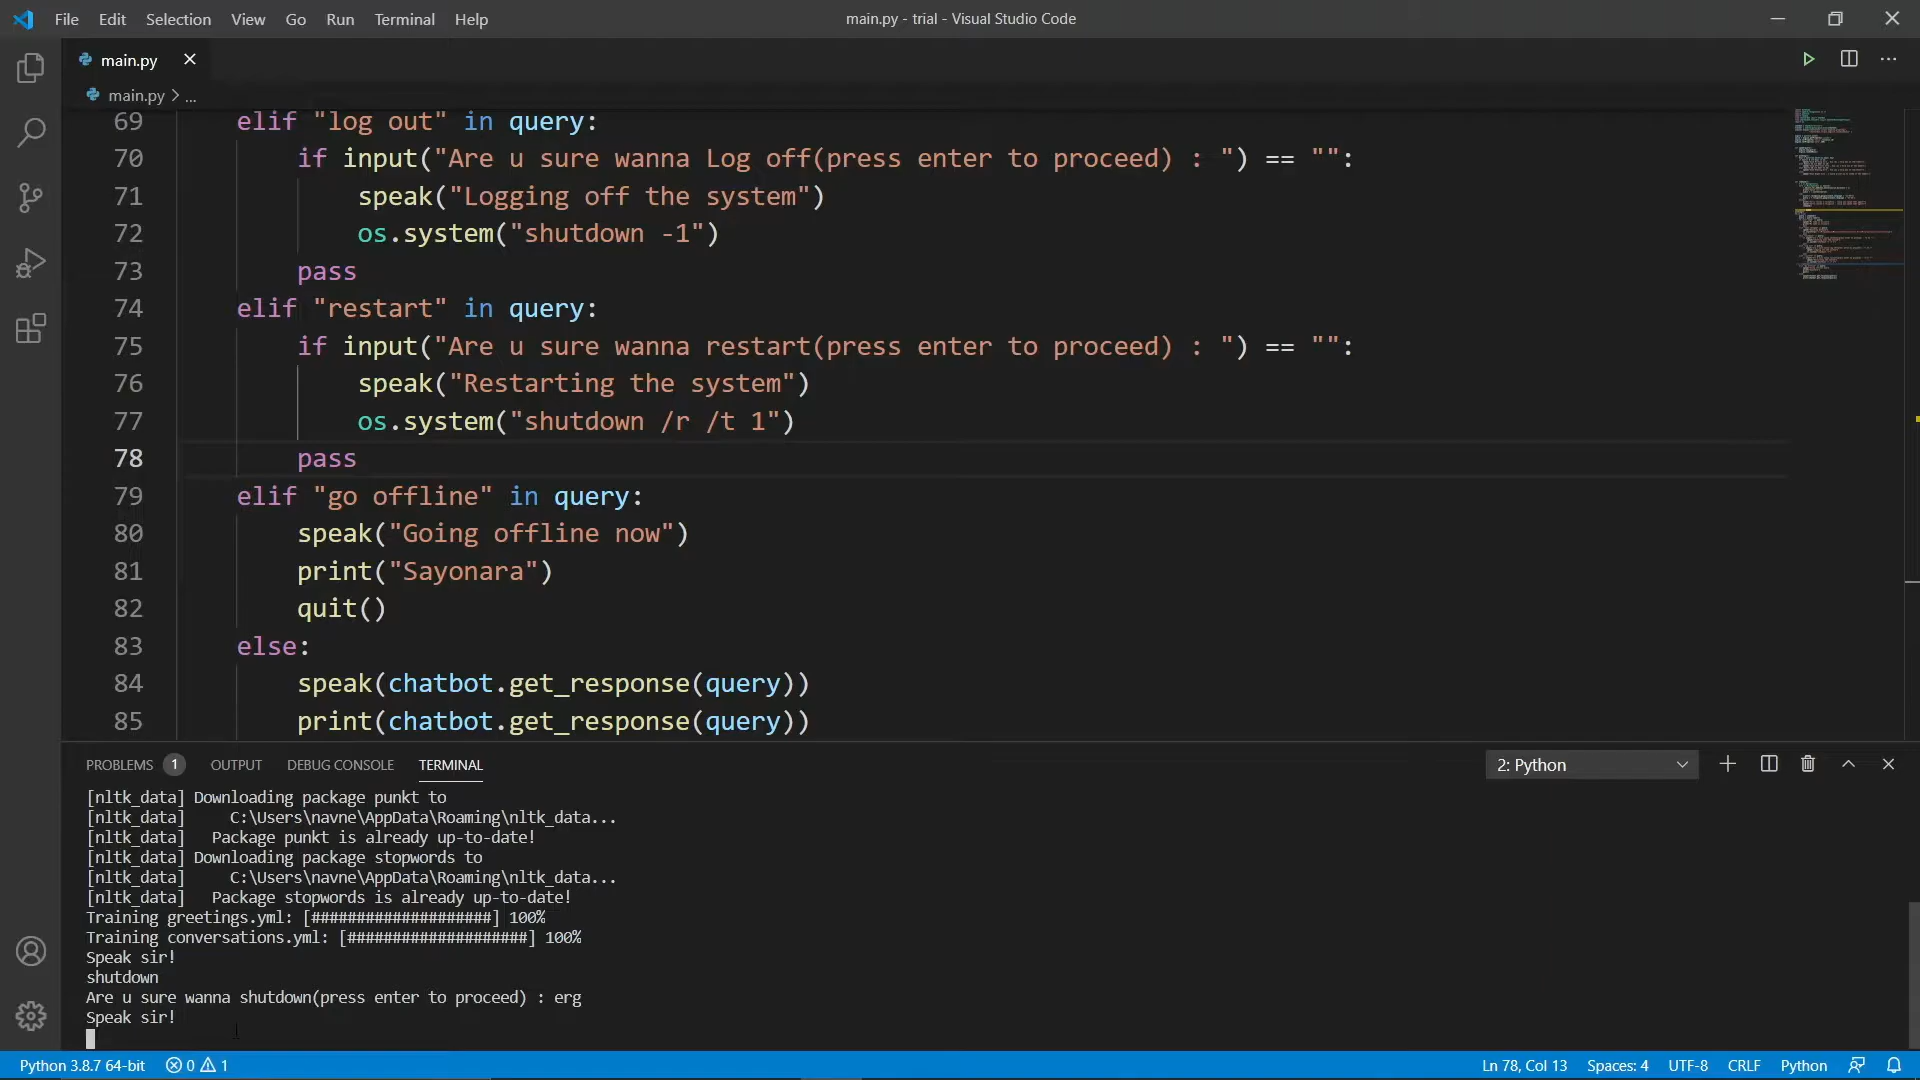 File Edit Selection View Go Run Terminal Help
main.py - trial - Visual Studio Code
main.py
main.py > ...
69 elif "log out" in query:
70 if input("Are u sure wanna Log off(press enter to proceed) : ") == "":
71 speak("Logging off the system")
72 os.system("shutdown -1")
73 pass
74 elif "restart" in query:
75 if input("Are u sure wanna restart(press enter to proceed) : ") == "":
76 speak("Restarting the system")
77 os.system("shutdown /r /t 1")
78 pass
79 elif "go offline" in query:
80 speak("Going offline now")
81 print("Sayonara")
82 quit()
83 else:
84 speak(chatbot.get_response(query))
85 print(chatbot.get_response(query))
PROBLEMS 1 OUTPUT DEBUG CONSOLE TERMINAL 2: Python
[nltk_data] Downloading package punkt to
[nltk_data]     C:\Users\navne\AppData\Roaming\nltk_data...
[nltk_data]   Package punkt is already up-to-date!
[nltk_data] Downloading package stopwords to
[nltk_data]     C:\Users\navne\AppData\Roaming\nltk_data...
[nltk_data]   Package stopwords is already up-to-date!
Training greetings.yml: [####################] 100%
Training conversations.yml: [####################] 100%
Speak sir!
shutdown
Are u sure wanna shutdown(press enter to proceed) : erg
Speak sir!
Python 3.8.7 64-bit 0 1 Ln 78, Col 13 Spaces: 4 UTF-8 CRLF Python